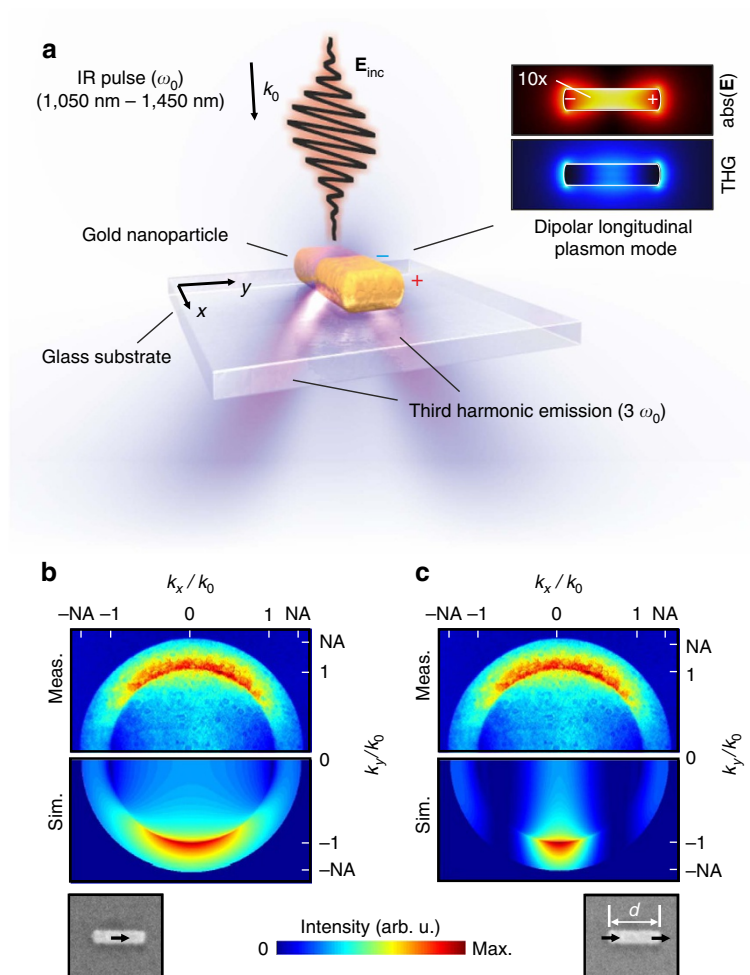 a
IR pulse (ω0)
(1,050 nm – 1,450 nm)
k0
Einc
10x
– +
abs(E)
THG
Dipolar longitudinal
plasmon mode
Gold nanoparticle
–
+
y
x
Glass substrate
Third harmonic emission (3 ω0)
b
kx / k0
–NA –1 0 1 NA
Meas.
NA
1
0
ky/k0
Sim.
–1
–NA
c
kx / k0
–NA –1 0 1 NA
Meas.
NA
1
0
ky/k0
Sim.
–1
–NA
d
Intensity (arb. u.)
0 Max.